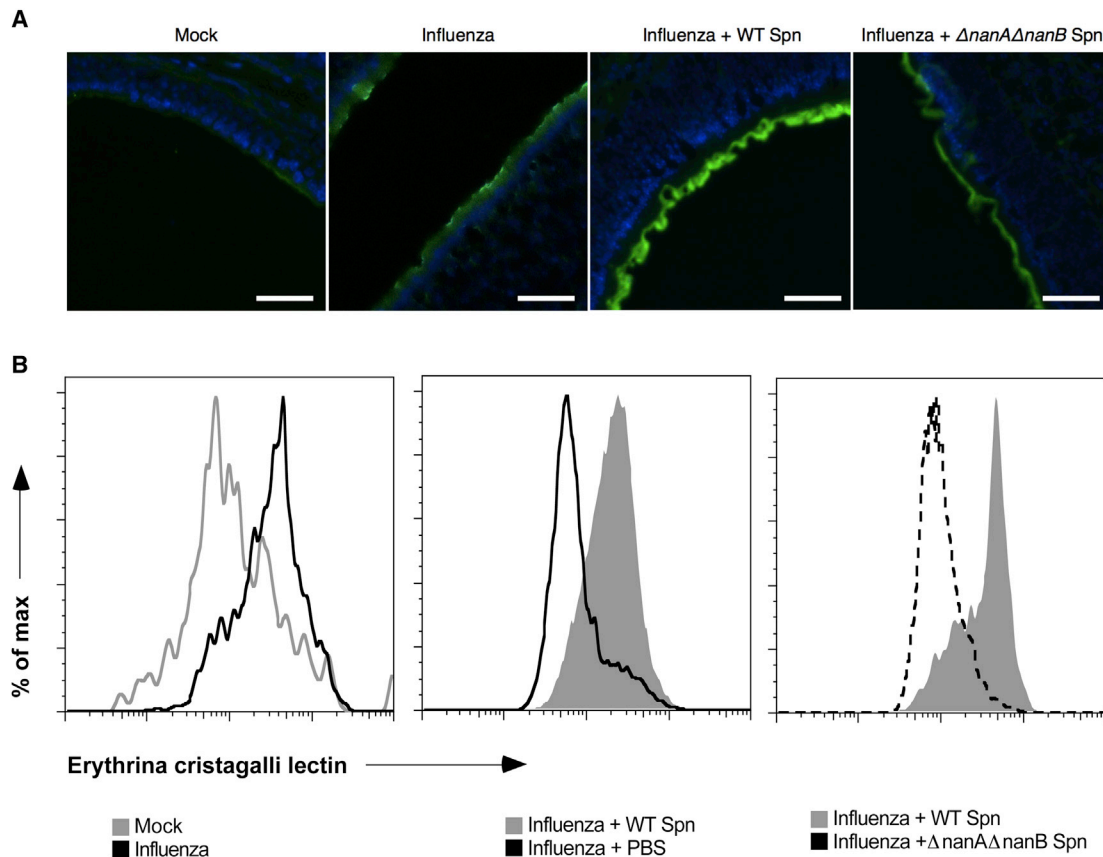 A
Mock
Influenza
Influenza + WT Spn
Influenza + ΔnanAΔnanB Spn
B
% of max
Erythrina cristagalli lectin
Mock
Influenza
Influenza + WT Spn
Influenza + PBS
Influenza + WT Spn
Influenza +ΔnanAΔnanB Spn